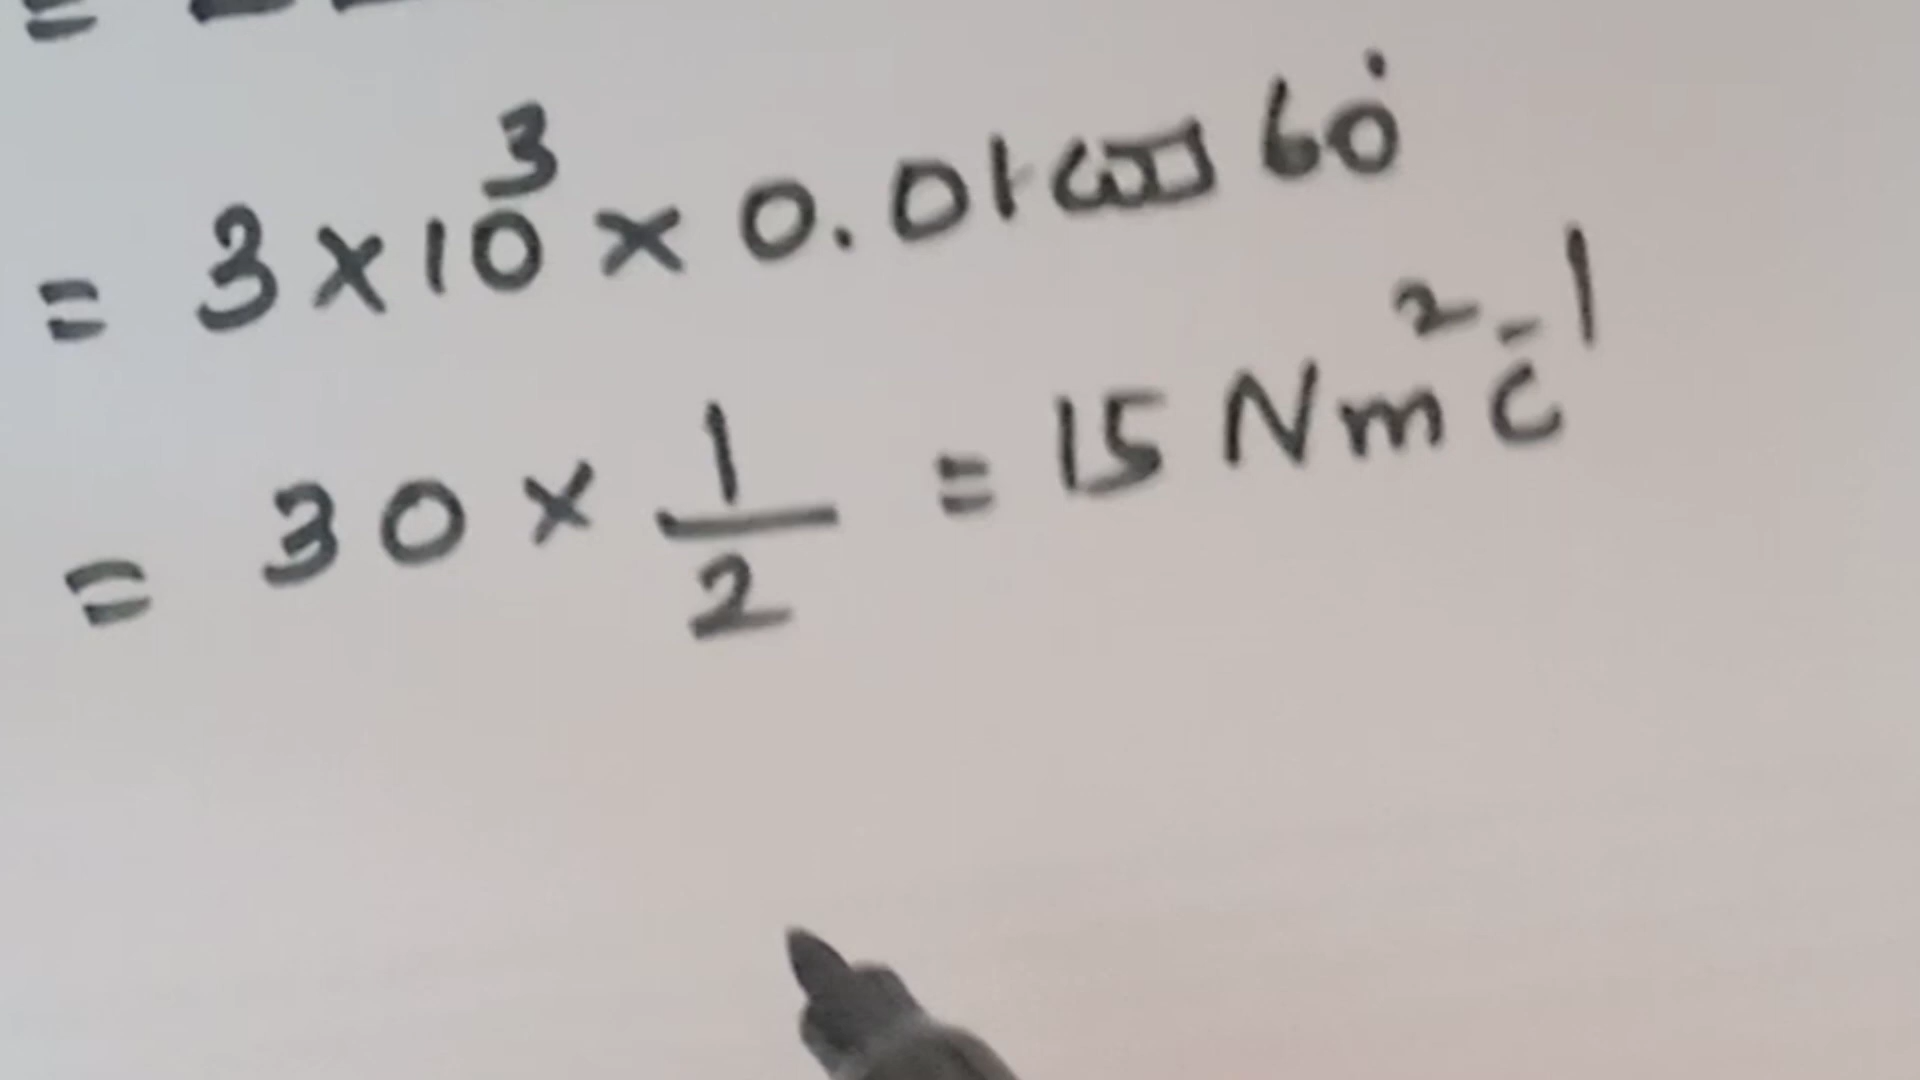 = 3 × 10³ × 0.01 cos 60°
= 30 × 1/2 = 15 Nm²C⁻¹